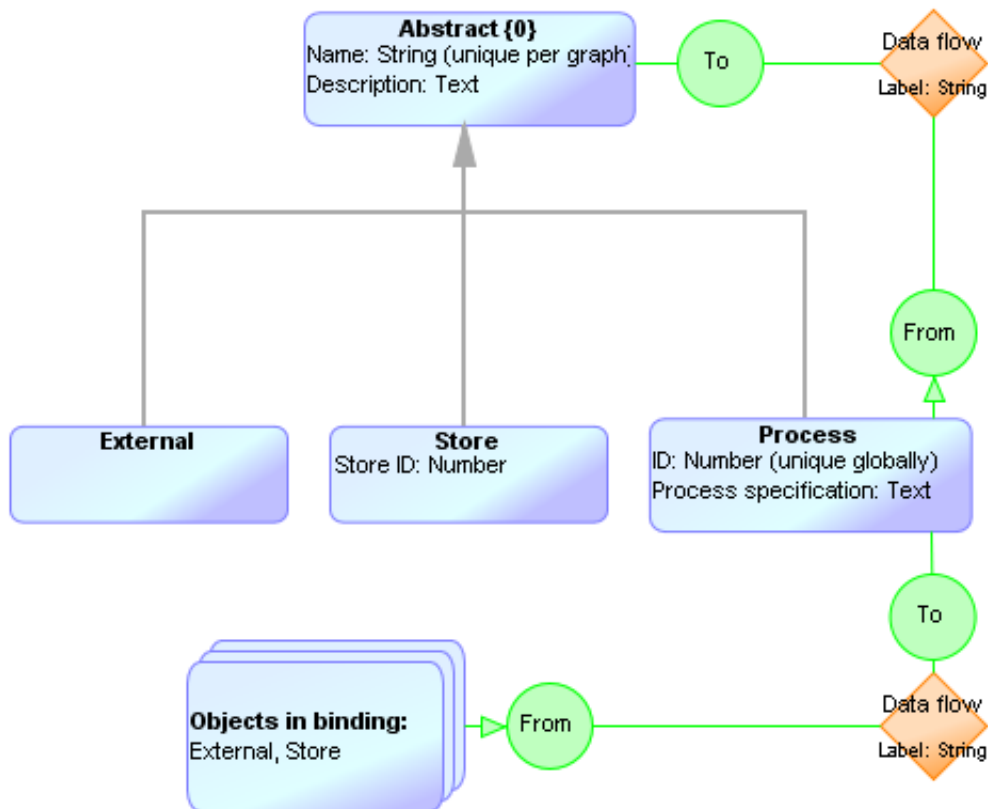 Abstract {0}
Name: String (unique per graph)
Description: Text
To
Data flow
Label: String
From
External
Store
Store ID: Number
Process
ID: Number (unique globally)
Process specification: Text
To
Objects in binding:
External, Store
From
Data flow
Label: String